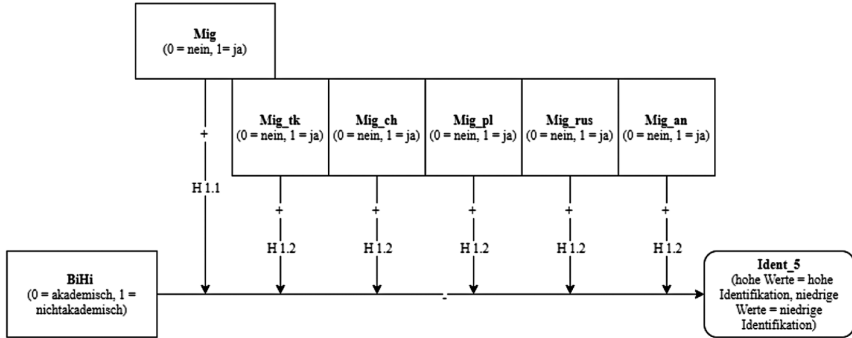 Mig
(0 = nein, 1= ja)
Mig_tk
(0 = nein, 1 = ja)
Mig_ch
(0 = nein, 1 = ja)
Mig_pl
(0 = nein, 1 = ja)
Mig_rus
(0 = nein, 1 = ja)
Mig_an
(0 = nein, 1 = ja)
+
H 1.1
+
+
+
+
+
H 1.2
H 1.2
H 1.2
H 1.2
H 1.2
BiHi
(0 = akademisch, 1 =
nichtakademisch)
-
Ident_5
(hohe Werte = hohe
Identifikation, niedrige
Werte = niedrige
Identifikation)